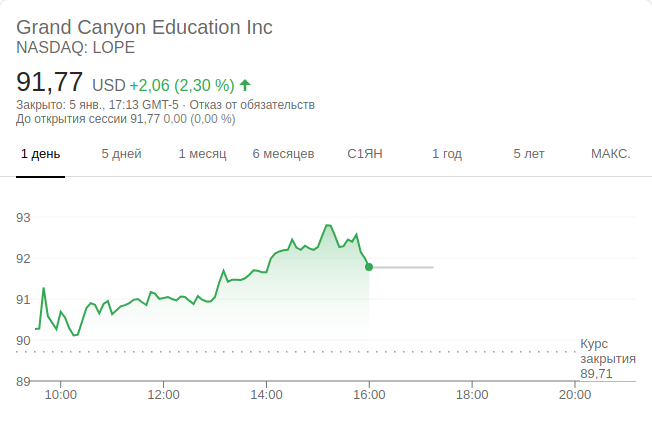 Grand Canyon Education Inc
NASDAQ: LOPE
91,77 USD +2,06 (2,30 %)
Закрыто: 5 янв., 17:13 GMT-5 · Отказ от обязательств
До открытия сессии 91,77 0,00 (0,00 %)
1 день 5 дней 1 месяц 6 месяцев С1ЯН 1 год 5 лет МАКС.
93
92
91
90
Курс
закрытия
89,71
89
10:00 12:00 14:00 16:00 18:00 20:00